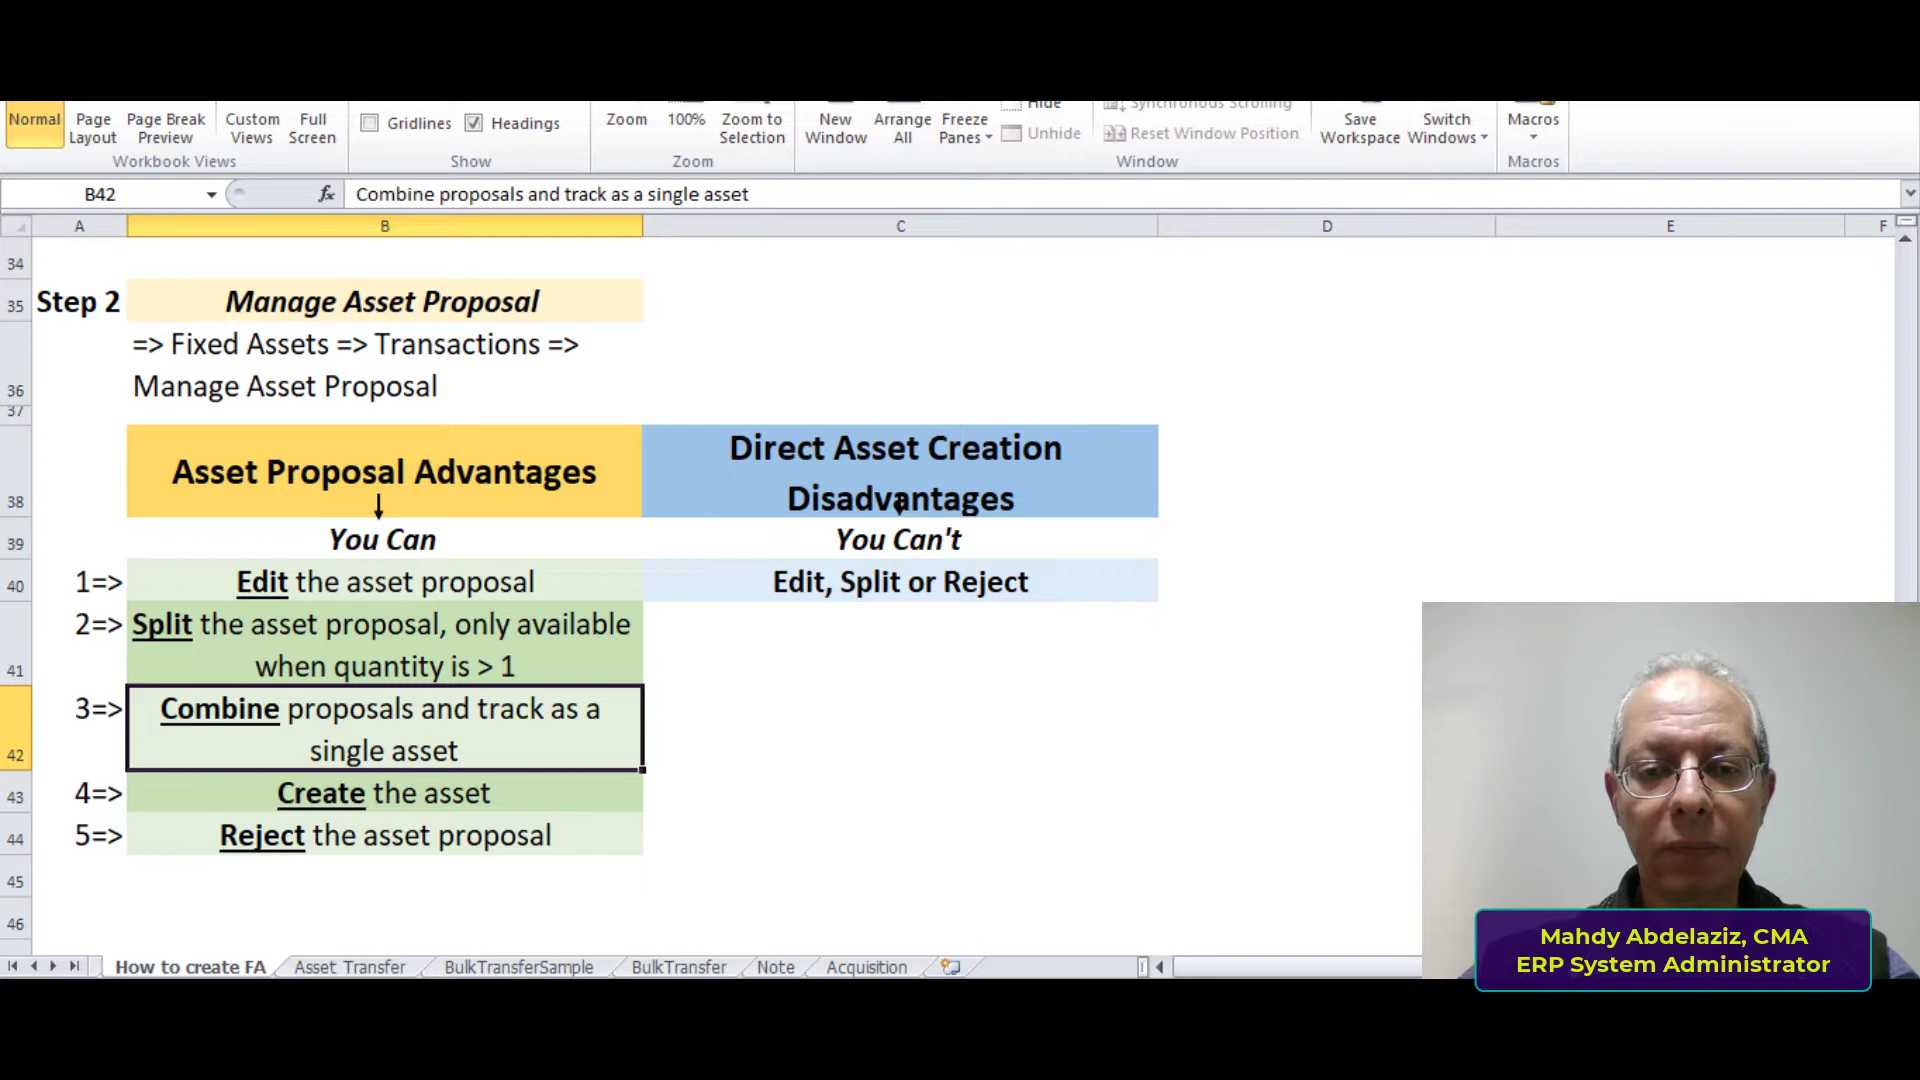 Normal
Page Layout
Page Break Preview
Custom Views
Full Screen
Workbook Views
Gridlines
Headings
Show
Zoom
100%
Zoom to Selection
Zoom
New Window
Arrange All
Freeze Panes
Hide
Unhide
Synchronous Scrolling
Reset Window Position
Window
Save Workspace
Switch Windows
Macros
Macros
B42
fx
Combine proposals and track as a single asset
A B C D E F
34
35 Step 2 Manage Asset Proposal
=> Fixed Assets => Transactions =>
36 Manage Asset Proposal
37
Direct Asset Creation
Asset Proposal Advantages
38 Disadvantages
39 You Can You Can't
40 1=> Edit the asset proposal Edit, Split or Reject
2=> Split the asset proposal, only available
41 when quantity is > 1
3=> Combine proposals and track as a
42 single asset
43 4=> Create the asset
44 5=> Reject the asset proposal
45
46
How to create FA Asset Transfer BulkTransferSample BulkTransfer Note Acquisition
Mahdy Abdelaziz, CMA
ERP System Administrator